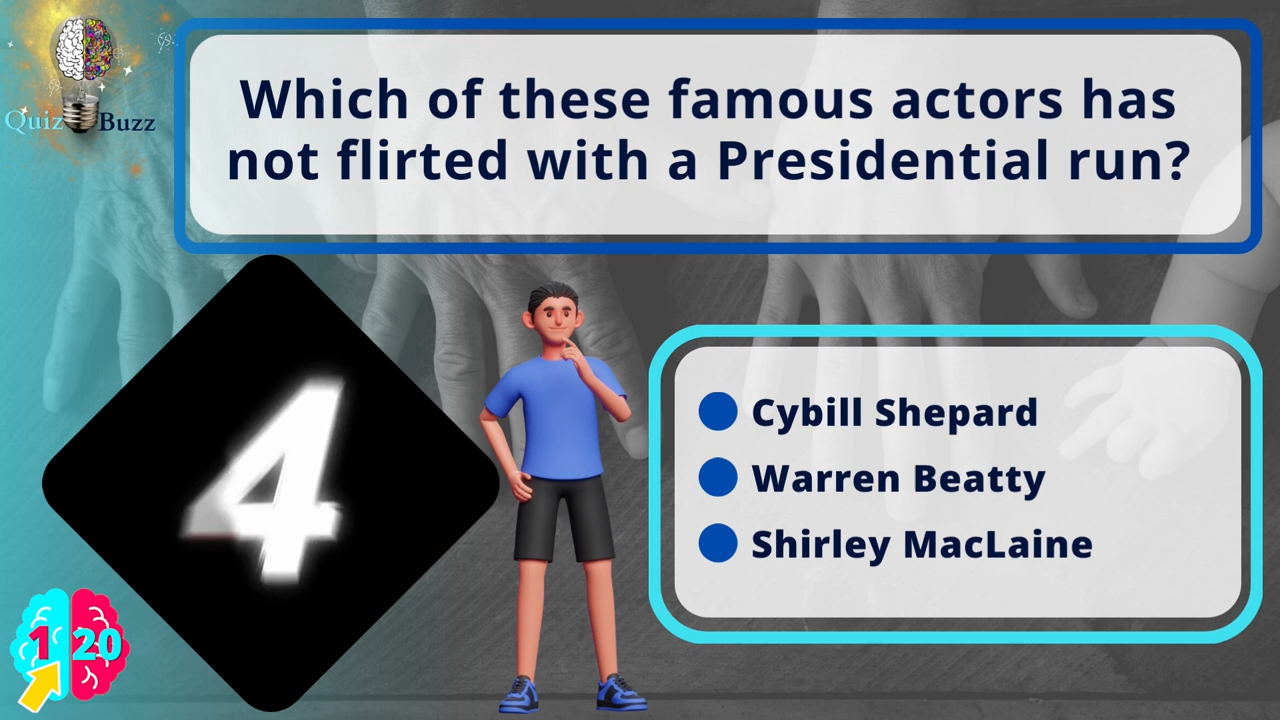 Quiz Buzz
Which of these famous actors has
not flirted with a Presidential run?
4
Cybill Shepard
Warren Beatty
Shirley MacLaine
1 20